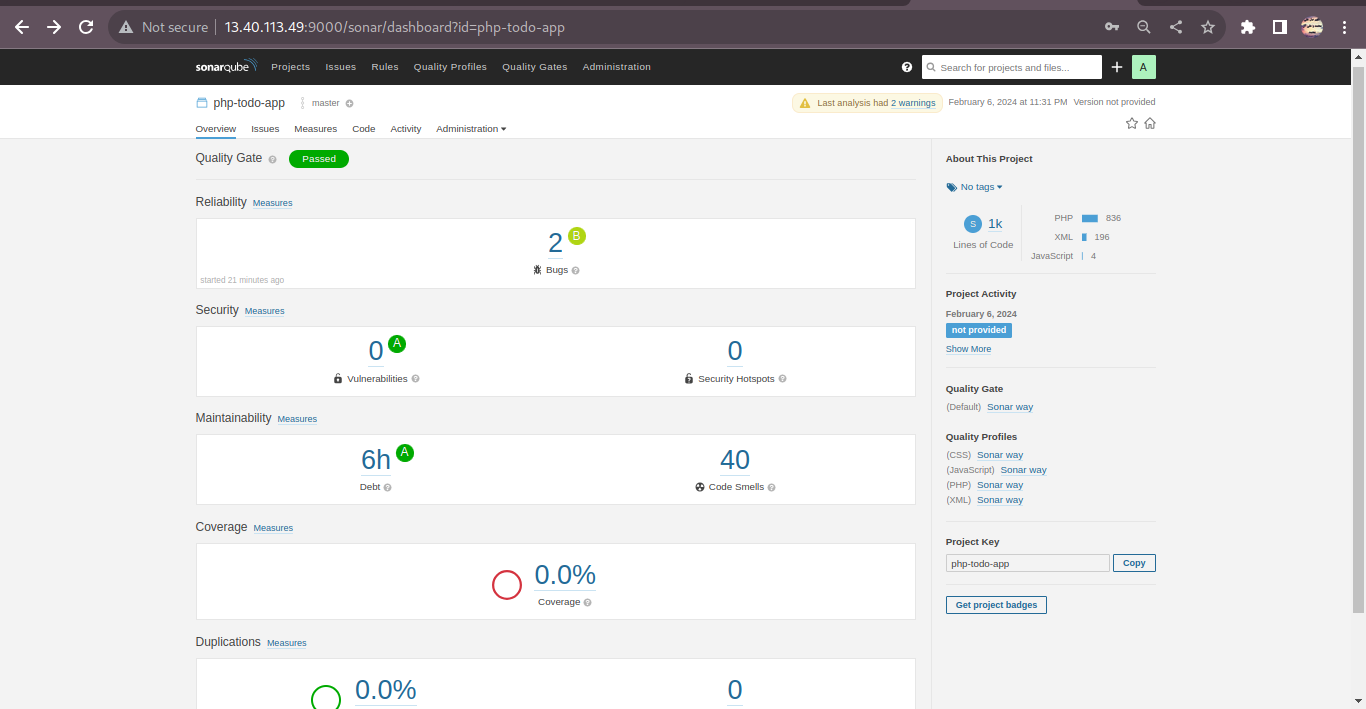 Not secure 13.40.113.49:9000/sonar/dashboard?id=php-todo-app
sonarqube Projects Issues Rules Quality Profiles Quality Gates Administration ? Search for projects and files... A
php-todo-app master Last analysis had 2 warnings February 6, 2024 at 11:31 PM Version not provided
Overview Issues Measures Code Activity Administration
Quality Gate ? Passed
Reliability Measures
2 B
Bugs ?
started 21 minutes ago
Security Measures
0 A 0
Vulnerabilities ? Security Hotspots ?
Maintainability Measures
6h A 40
Debt ? Code Smells ?
Coverage Measures
0.0%
Coverage ?
Duplications Measures
0.0% 0
About This Project
No tags
S 1k
Lines of Code
PHP 836
XML 196
JavaScript 4
Project Activity
February 6, 2024
not provided
Show More
Quality Gate
(Default) Sonar way
Quality Profiles
(CSS) Sonar way
(JavaScript) Sonar way
(PHP) Sonar way
(XML) Sonar way
Project Key
php-todo-app Copy
Get project badges